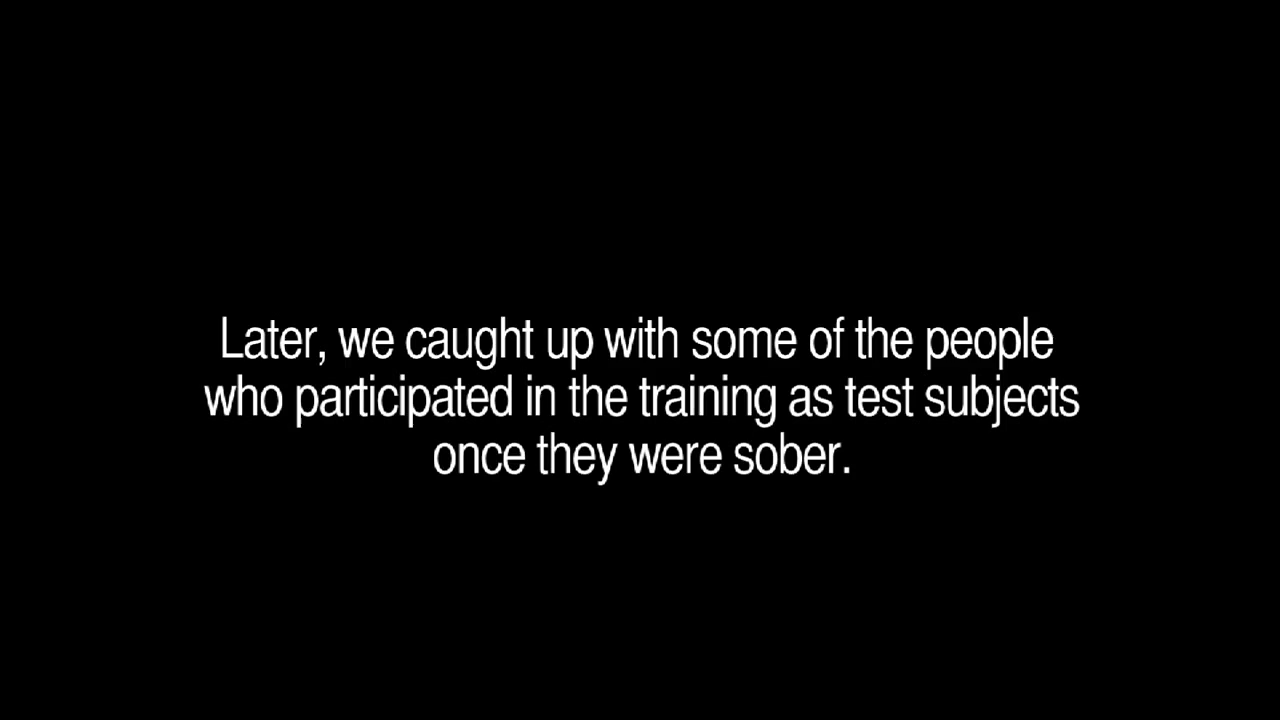 Later, we caught up with some of the people
who participated in the training as test subjects
once they were sober.